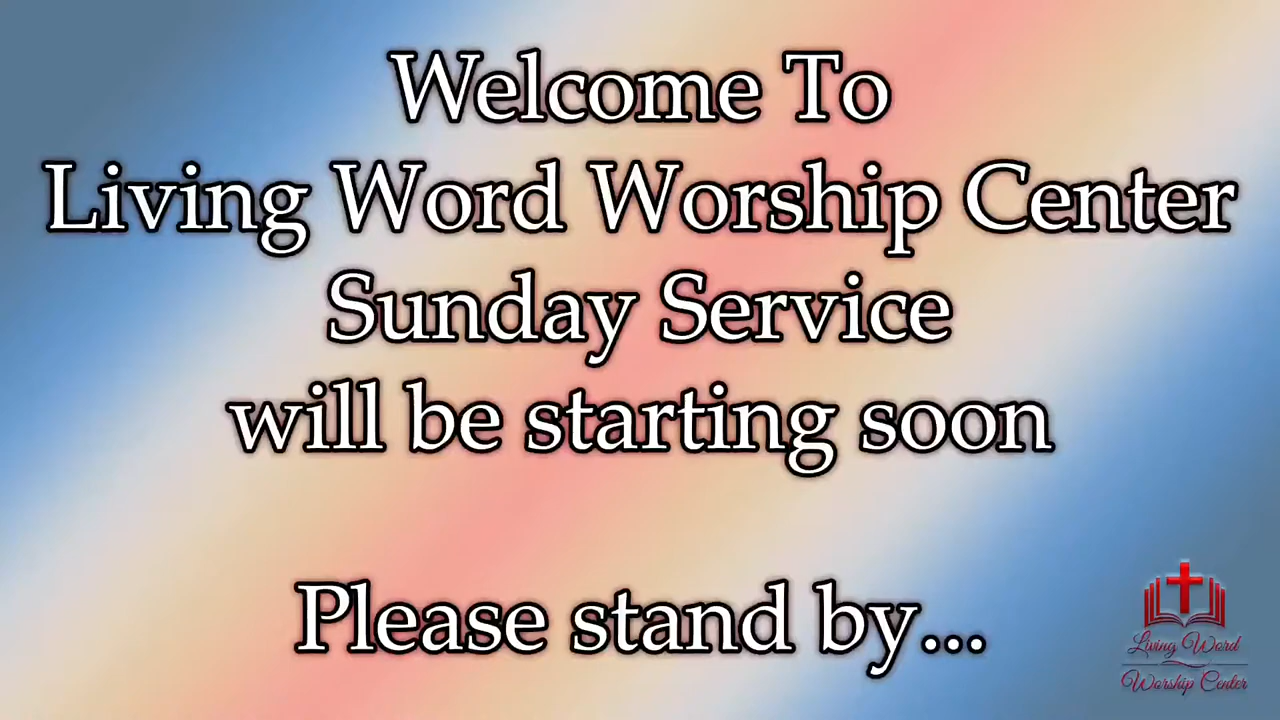 Welcome To
Living Word Worship Center
Sunday Service
will be starting soon
Please stand by...
Living Word
Worship Center